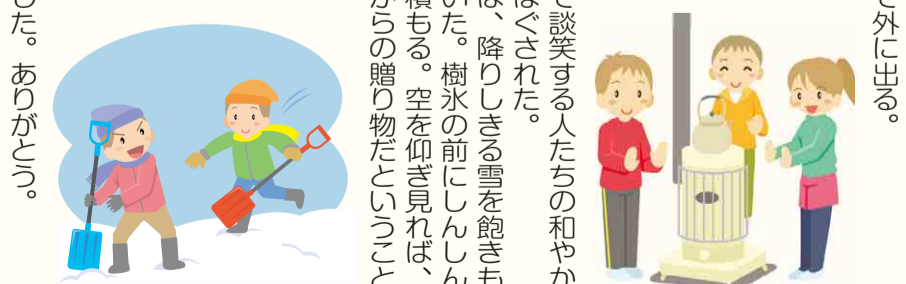 で外に出る。
で談笑する人たちの和やか
ほぐされた。
は、降りしきる雪を飽きも
いた。樹氷の前にしんしん
積もる。空を仰ぎ見れば、
からの贈り物だということ
した。ありがとう。